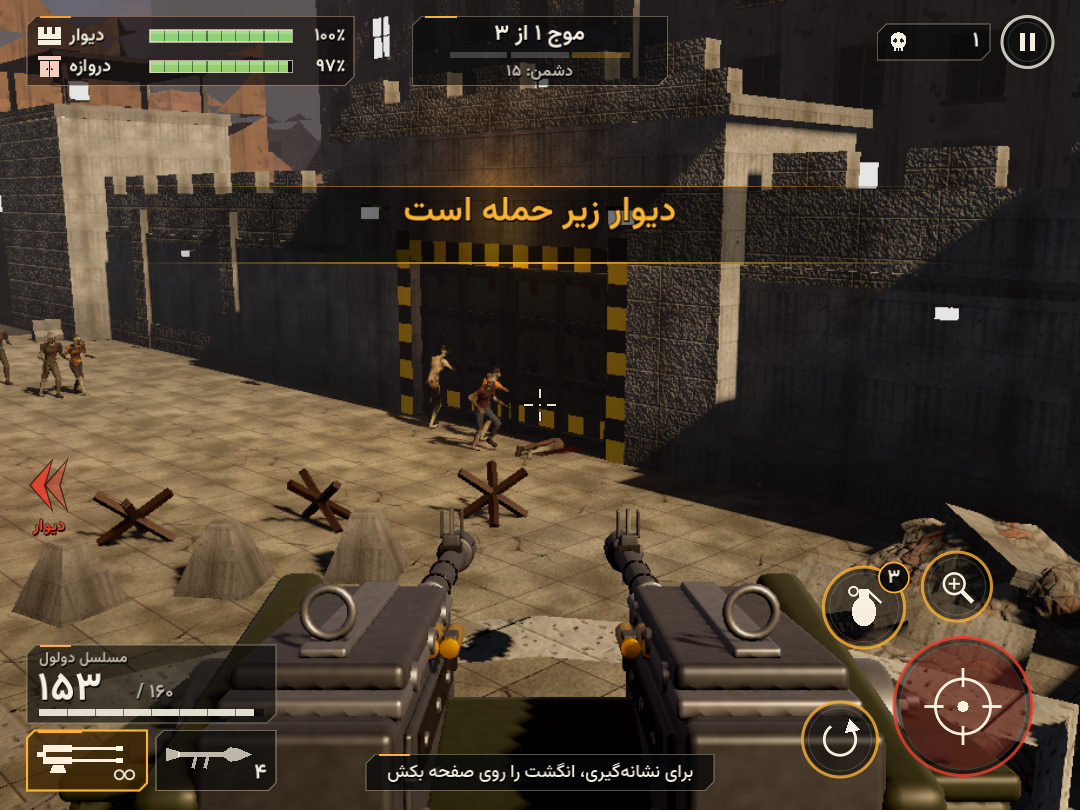 دیوار ۱۰۰٪
دروازه ۹۷٪
موج ۱ از ۳
دشمن: ۱۵
۱
دیوار زیر حمله است
دیوار
۳
مسلسل دولول
۱۵۳ / ۱۶۰
∞
۴
برای نشانه‌گیری، انگشت را روی صفحه بکش